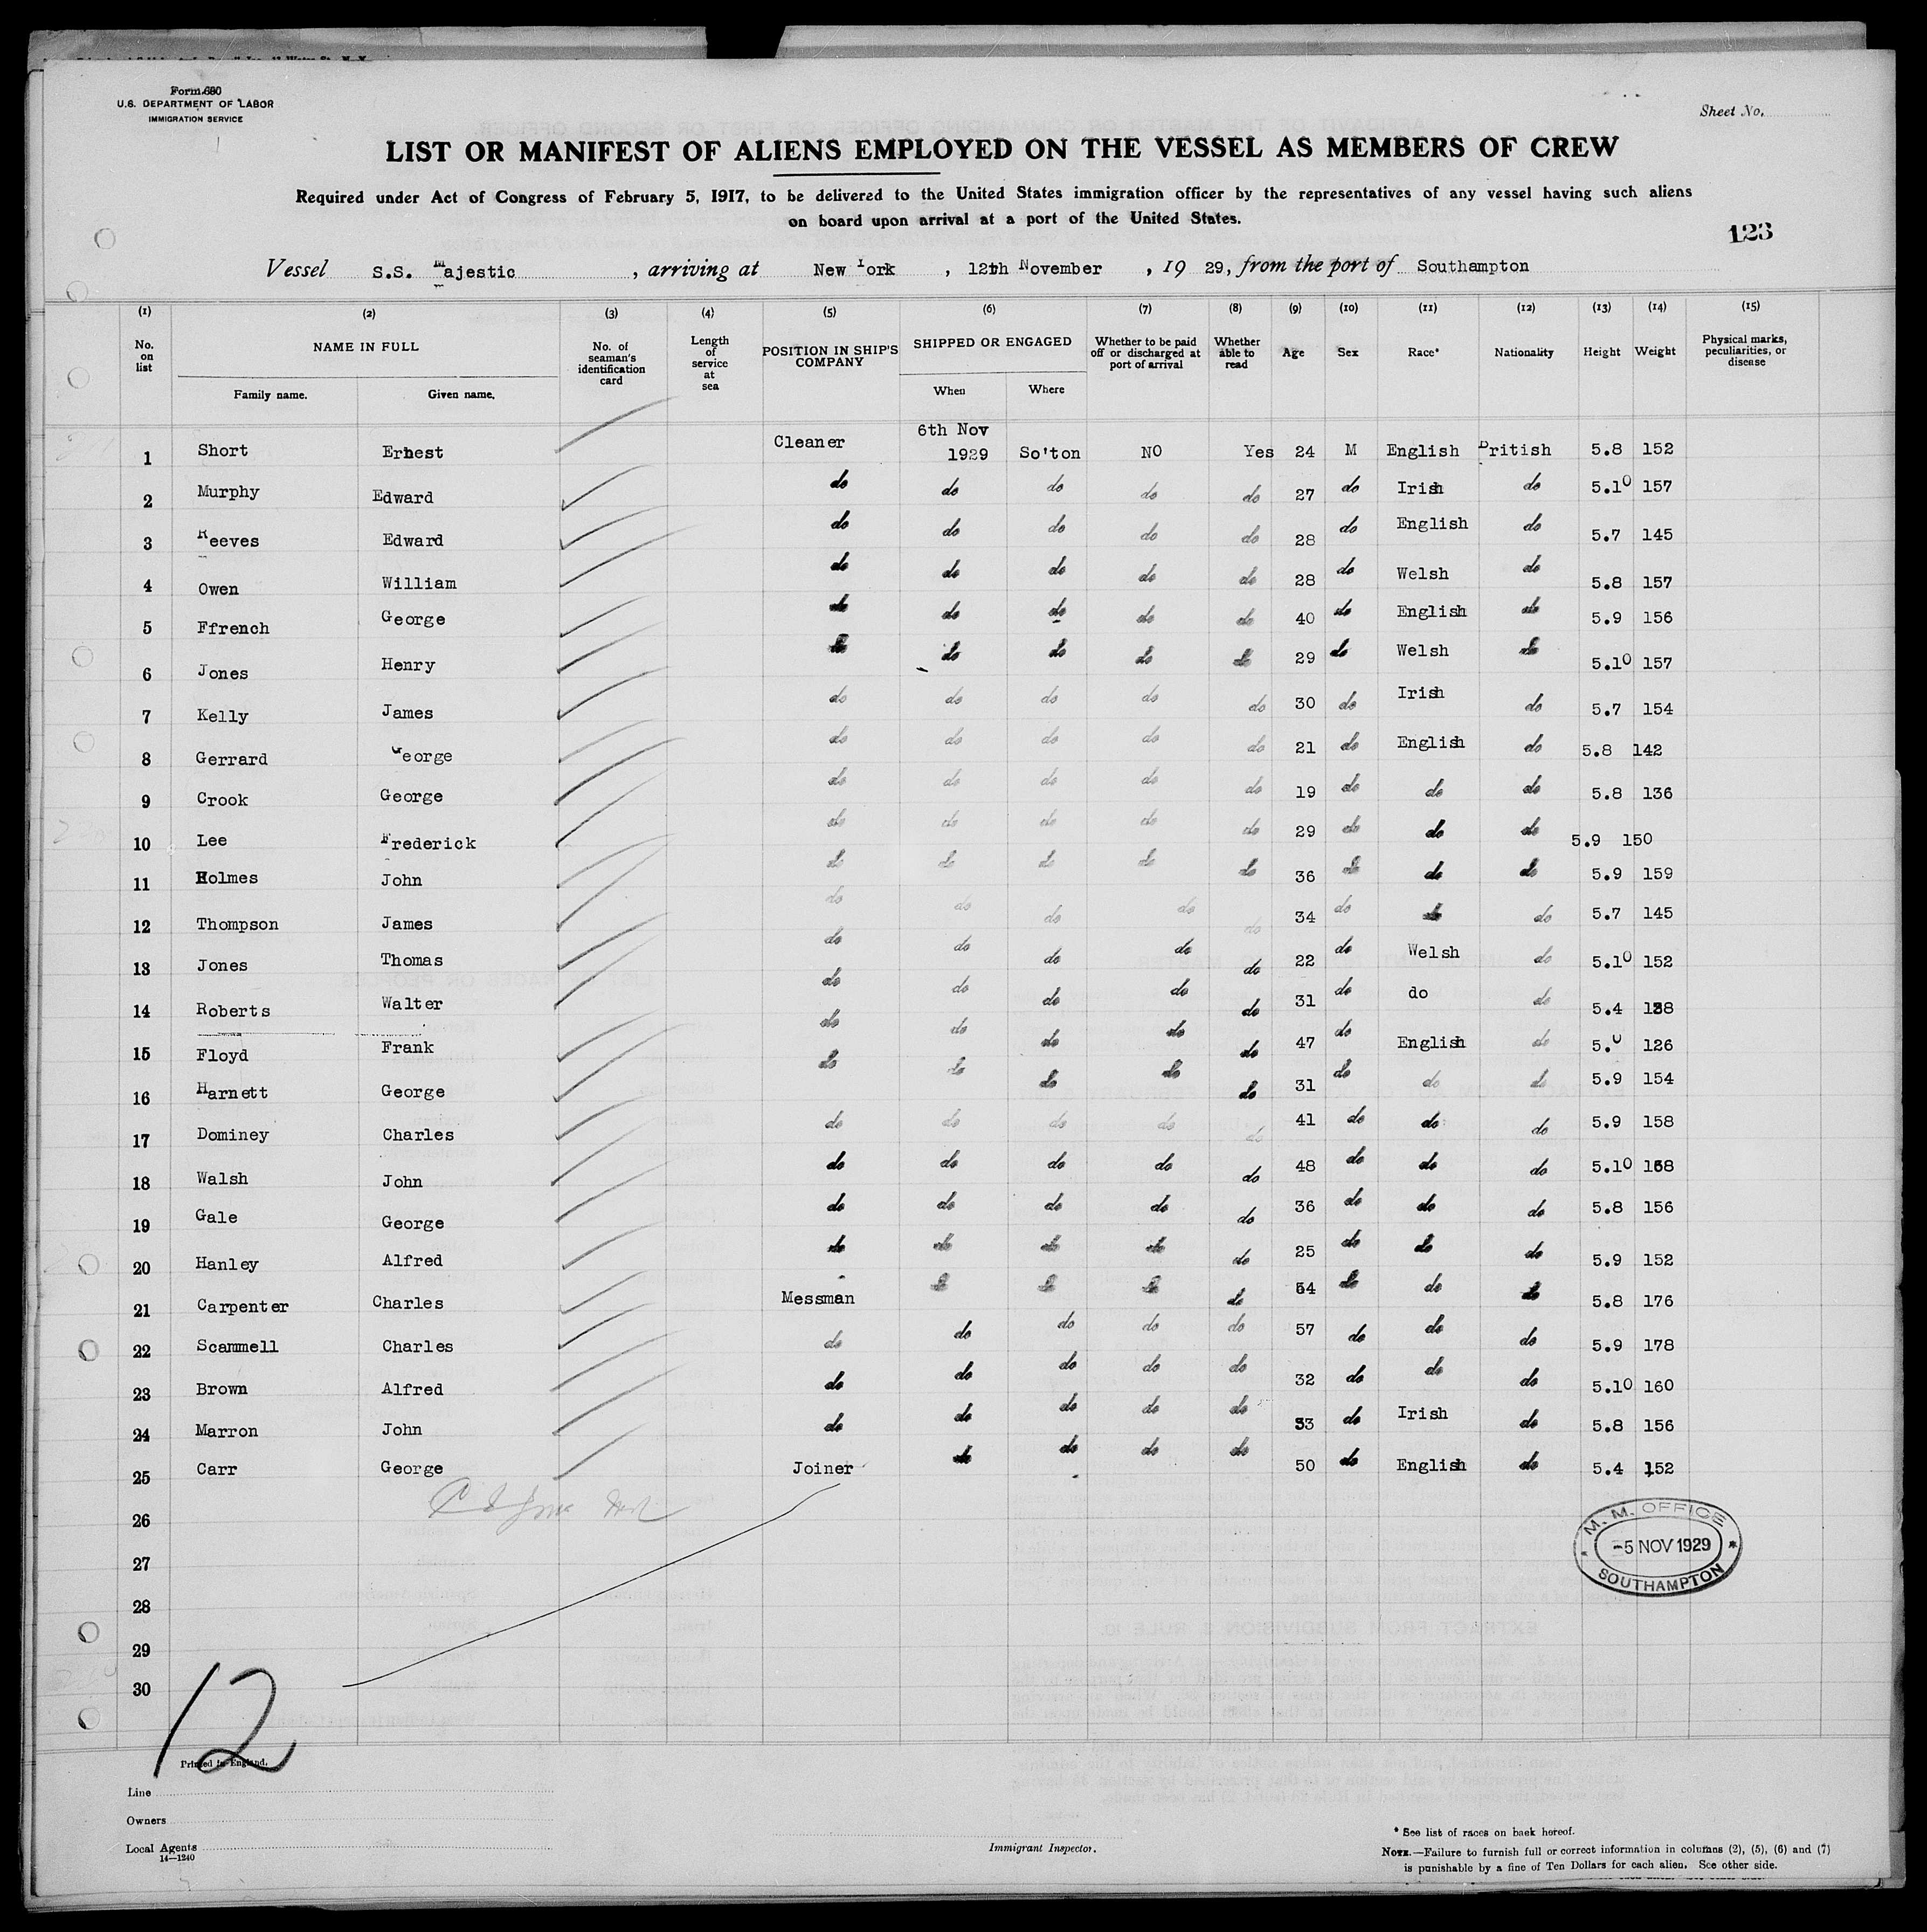 Form 680
U.S. DEPARTMENT OF LABOR
IMMIGRATION SERVICE
Sheet No.
LIST OR MANIFEST OF ALIENS EMPLOYED ON THE VESSEL AS MEMBERS OF CREW
Required under Act of Congress of February 5, 1917, to be delivered to the United States immigration officer by the representatives of any vessel having such aliens
on board upon arrival at a port of the United States.
123
Vessel S.S. Majestic , arriving at New York , 12th November , 19 29, from the port of Southampton
(1) (2) (3) (4) (5) (6) (7) (8) (9) (10) (11) (12) (13) (14) (15)
No. on list NAME IN FULL No. of seaman's identification card Length of service at sea POSITION IN SHIP'S COMPANY SHIPPED OR ENGAGED Whether to be paid off or discharged at port of arrival Whether able to read Age Sex Race* Nationality Height Weight Physical marks, peculiarities, or disease
Family name. Given name. When Where
1 Short Ernest Cleaner 6th Nov 1929 So'ton NO Yes 24 M English British 5.8 152
2 Murphy Edward do do do do do 27 do Irish do 5.10 157
3 Reeves Edward do do do do do 28 do English do 5.7 145
4 Owen William do do do do do 28 do Welsh do 5.8 157
5 Ffrench George do do do do do 40 do English do 5.9 156
6 Jones Henry do do do do do 29 do Welsh do 5.10 157
7 Kelly James do do do do do 30 do Irish do 5.7 154
8 Gerrard George do do do do do 21 do English do 5.8 142
9 Crook George do do do do do 19 do do do 5.8 136
10 Lee Frederick do do do do do 29 do do do 5.9 150
11 Holmes John do do do do do 36 do do do 5.9 159
12 Thompson James do do do do do 34 do do do 5.7 145
13 Jones Thomas do do do do do 22 do Welsh do 5.10 152
14 Roberts Walter do do do do do 31 do do do 5.4 138
15 Floyd Frank do do do do do 47 do English do 5.0 126
16 Harnett George do do do do do 31 do do do 5.9 154
17 Dominey Charles do do do do do 41 do do do 5.9 158
18 Walsh John do do do do do 48 do do do 5.10 168
19 Gale George do do do do do 36 do do do 5.8 156
20 Hanley Alfred do do do do do 25 do do do 5.9 152
21 Carpenter Charles Messman do do do do do do do 5.8 176
22 Scammell Charles do do do do do 57 do do do 5.9 178
23 Brown Alfred do do do do do 32 do do do 5.10 160
24 Marron John do do do do do 33 do Irish do 5.8 156
25 Carr George Joiner do do do do 50 do English do 5.4 152
26
27
28
29
30
M. M. OFFICE
-5 NOV 1929
SOUTHAMPTON
12
Printed in England.
Line
Owners
Local Agents
14—1240
Immigrant Inspector.
* See list of races on back hereof.
NOTE.—Failure to furnish full or correct information in columns (2), (5), (6) and (7)
is punishable by a fine of Ten Dollars for each alien. See other side.